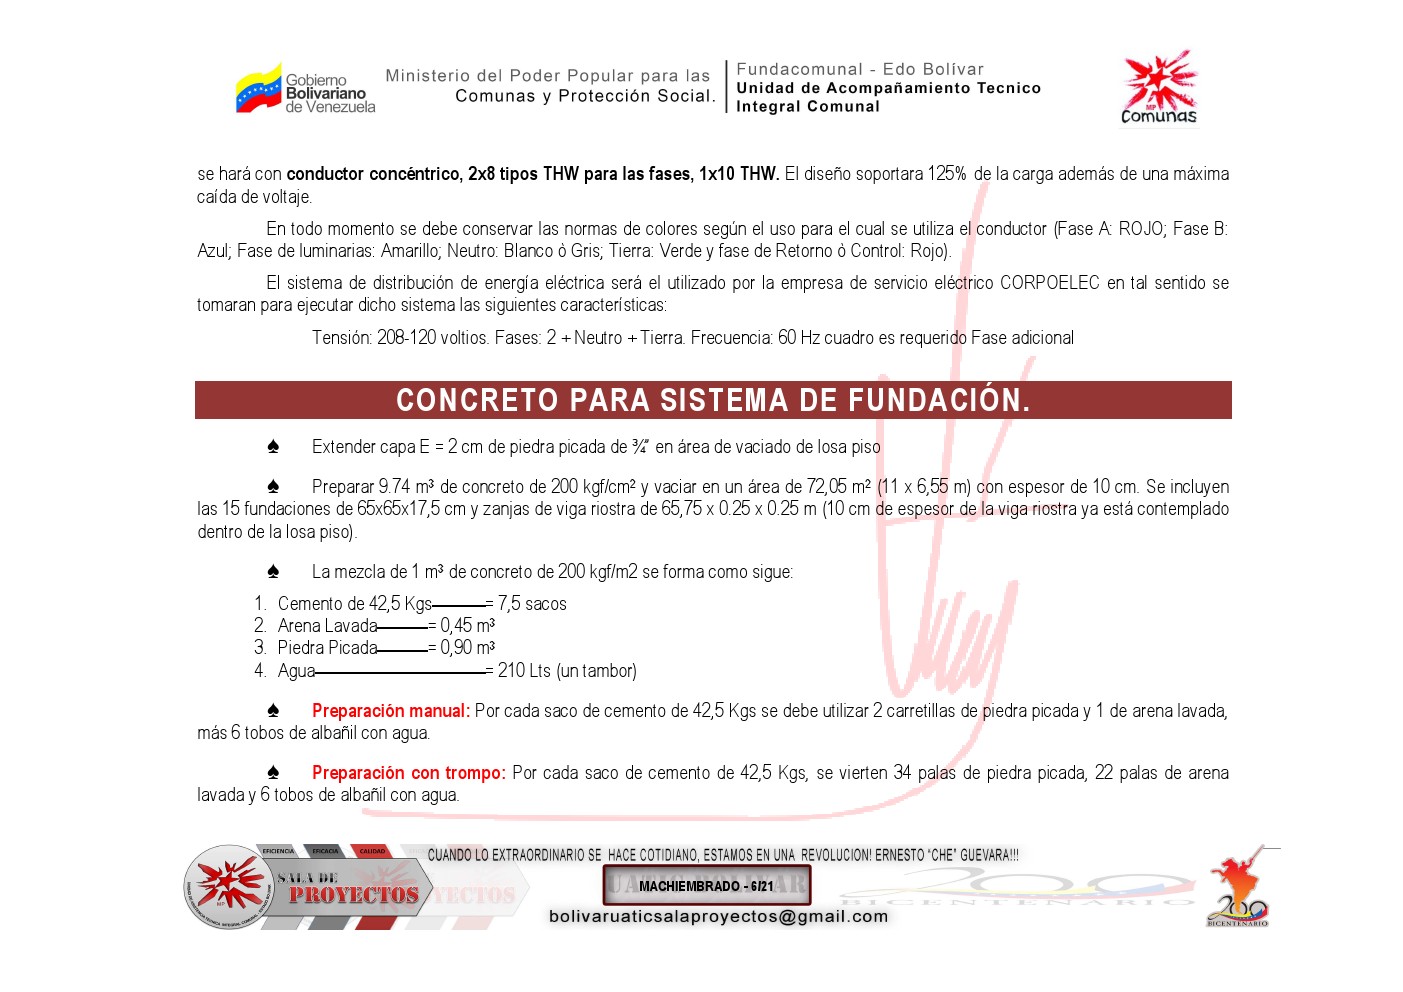 Gobierno
Bolivariano
de Venezuela
Ministerio del Poder Popular para las
Comunas y Protección Social.
Fundacomunal - Edo Bolívar
Unidad de Acompañamiento Tecnico
Integral Comunal
MP
Comunas
se hará con conductor concéntrico, 2x8 tipos THW para las fases, 1x10 THW. El diseño soportara 125% de la carga además de una máxima
caída de voltaje.
En todo momento se debe conservar las normas de colores según el uso para el cual se utiliza el conductor (Fase A: ROJO; Fase B:
Azul; Fase de luminarias: Amarillo; Neutro: Blanco ò Gris; Tierra: Verde y fase de Retorno ò Control: Rojo).
El sistema de distribución de energía eléctrica será el utilizado por la empresa de servicio eléctrico CORPOELEC en tal sentido se
tomaran para ejecutar dicho sistema las siguientes características:
Tensión: 208-120 voltios. Fases: 2 + Neutro + Tierra. Frecuencia: 60 Hz cuadro es requerido Fase adicional
CONCRETO PARA SISTEMA DE FUNDACIÓN.
♠ Extender capa E = 2 cm de piedra picada de ¾” en área de vaciado de losa piso
♠ Preparar 9.74 m³ de concreto de 200 kgf/cm² y vaciar en un área de 72,05 m² (11 x 6,55 m) con espesor de 10 cm. Se incluyen
las 15 fundaciones de 65x65x17,5 cm y zanjas de viga riostra de 65,75 x 0.25 x 0.25 m (10 cm de espesor de la viga riostra ya está contemplado
dentro de la losa piso).
♠ La mezcla de 1 m³ de concreto de 200 kgf/m2 se forma como sigue:
1. Cemento de 42,5 Kgs———= 7,5 sacos
2. Arena Lavada———= 0,45 m³
3. Piedra Picada———= 0,90 m³
4. Agua—————————= 210 Lts (un tambor)
♠ Preparación manual: Por cada saco de cemento de 42,5 Kgs se debe utilizar 2 carretillas de piedra picada y 1 de arena lavada,
más 6 tobos de albañil con agua.
♠ Preparación con trompo: Por cada saco de cemento de 42,5 Kgs, se vierten 34 palas de piedra picada, 22 palas de arena
lavada y 6 tobos de albañil con agua.
EFICIENCIA EFICACIA CALIDAD
SALA DE
PROYECTOS
CUANDO LO EXTRAORDINARIO SE HACE COTIDIANO, ESTAMOS EN UNA REVOLUCION! ERNESTO “CHE” GUEVARA!!!
MACHIEMBRADO - 6/21
bolivaruaticsalaproyectos@gmail.com
200
BICENTENARIO
200
BICENTENARIO